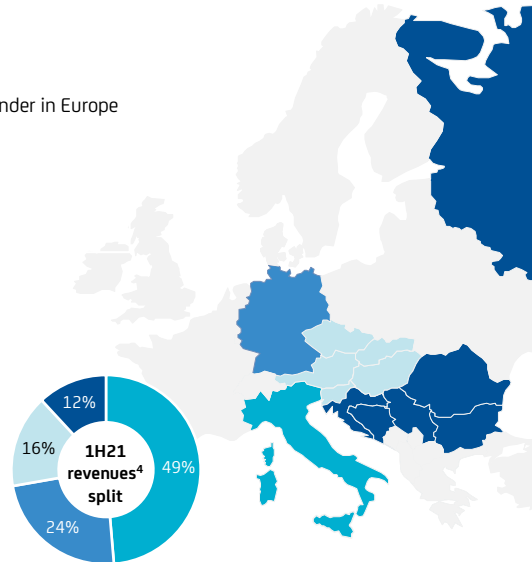 nder in Europe
12%
16%
1H21
revenues⁴
split
49%
24%